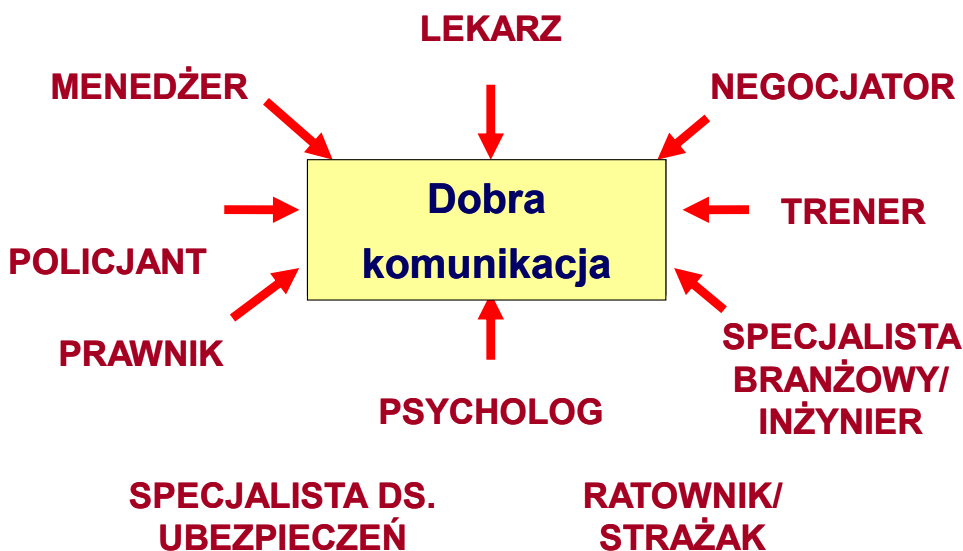 LEKARZ
MENEDŻER
NEGOCJATOR
Dobra
komunikacja
TRENER
POLICJANT
PRAWNIK
SPECJALISTA
BRANŻOWY/
INŻYNIER
PSYCHOLOG
SPECJALISTA DS.
UBEZPIECZEŃ
RATOWNIK/
STRAŻAK